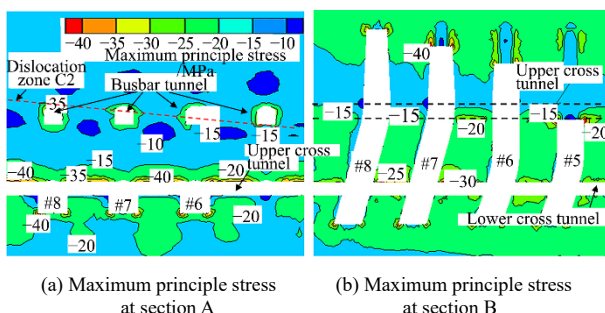 −40 −35 −30 −25 −20 −15 −10
Maximum principle stress
/MPa
Dislocation
zone C2
Busbar tunnel
35
−15
−15
−10
−15
−20
Upper cross
tunnel
−40
−35
−40
#8
#7
#6
−40
−20
−20
−40
Upper cross
tunnel
−15
−15
−15
−20
#8
#7
#6
#5
−25
−30
−20
Lower cross tunnel
(a) Maximum principle stress
at section A
(b) Maximum principle stress
at section B